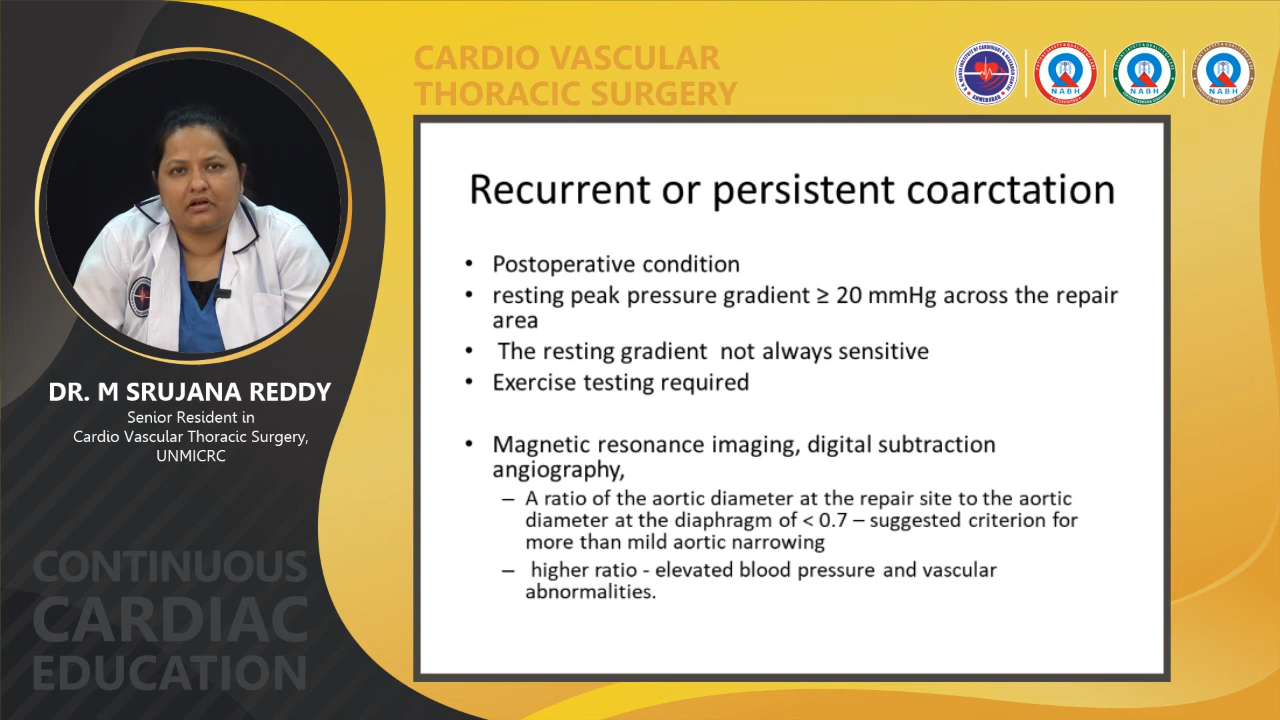 CARDIO VASCULAR
THORACIC SURGERY
NABH
NABH
NABH
Recurrent or persistent coarctation
• Postoperative condition
• resting peak pressure gradient ≥ 20 mmHg across the repair
area
• The resting gradient not always sensitive
• Exercise testing required
• Magnetic resonance imaging, digital subtraction
angiography,
– A ratio of the aortic diameter at the repair site to the aortic
diameter at the diaphragm of < 0.7 – suggested criterion for
more than mild aortic narrowing
– higher ratio - elevated blood pressure and vascular
abnormalities.
DR. M SRUJANA REDDY
Senior Resident in
Cardio Vascular Thoracic Surgery,
UNMICRC
CONTINUOUS
CARDIAC
EDUCATION